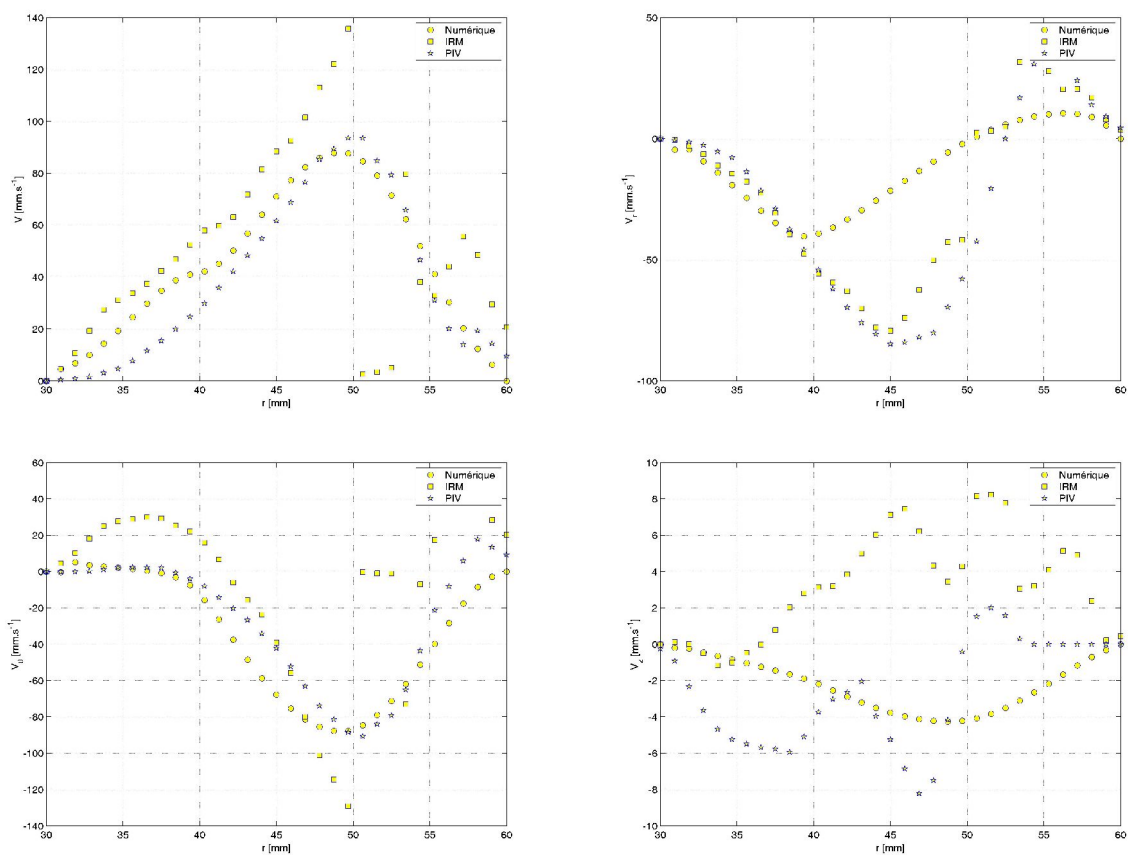 140
120
100
80
60
40
20
0
V [mm.s-1]
30 35 40 45 50 55 60
r [mm]
Numérique
IRM
PIV
50
0
-50
-100
Vr [mm.s-1]
30 35 40 45 50 55 60
r [mm]
Numérique
IRM
PIV
60
40
20
0
-20
-40
-60
-80
-100
-120
-140
Vθ [mm.s-1]
30 35 40 45 50 55 60
r [mm]
Numérique
IRM
PIV
10
8
6
4
2
0
-2
-4
-6
-8
-10
Vz [mm.s-1]
30 35 40 45 50 55 60
r [mm]
Numérique
IRM
PIV